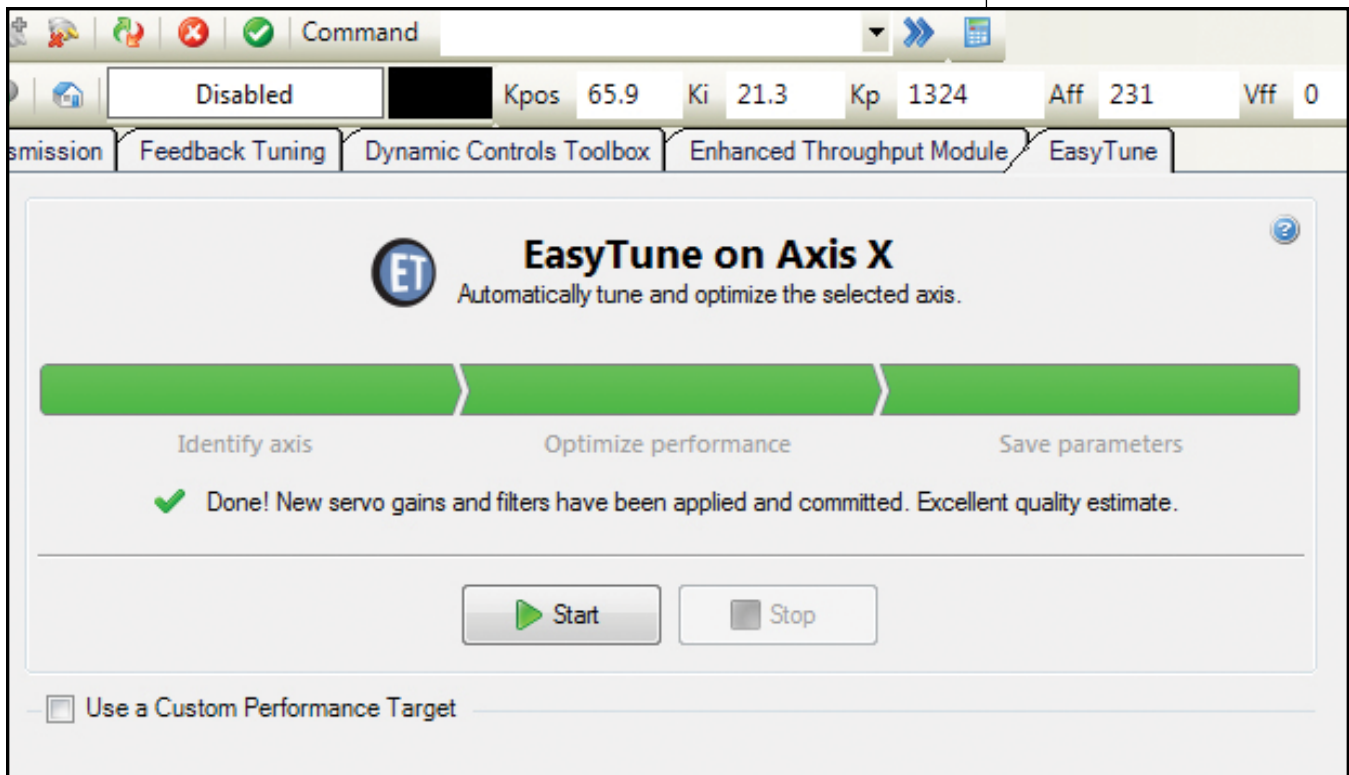 Command
Disabled Kpos 65.9 Ki 21.3 Kp 1324 Aff 231 Vff 0
smission Feedback Tuning Dynamic Controls Toolbox Enhanced Throughput Module EasyTune
?
ET EasyTune on Axis X
Automatically tune and optimize the selected axis.
Identify axis Optimize performance Save parameters
Done! New servo gains and filters have been applied and committed. Excellent quality estimate.
Start Stop
Use a Custom Performance Target